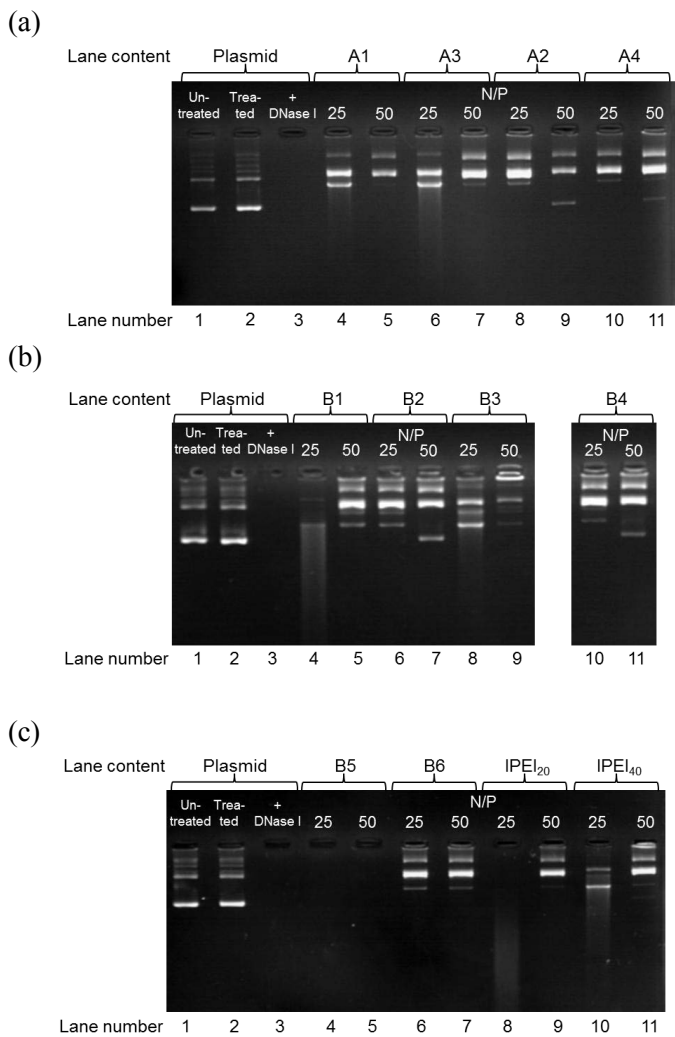 (a)
Lane content Plasmid A1 A3 A2 A4
N/P
Un-treated Trea-ted + DNase I 25 50 25 50 25 50 25 50
Lane number 1 2 3 4 5 6 7 8 9 10 11
(b)
Lane content Plasmid B1 B2 B3 B4
Un-treated Trea-ted + DNase I 25 50 N/P 25 50 25 50 N/P 25 50
Lane number 1 2 3 4 5 6 7 8 9 10 11
(c)
Lane content Plasmid B5 B6 lPEI20 lPEI40
N/P
Un-treated Trea-ted + DNase I 25 50 25 50 25 50 25 50
Lane number 1 2 3 4 5 6 7 8 9 10 11